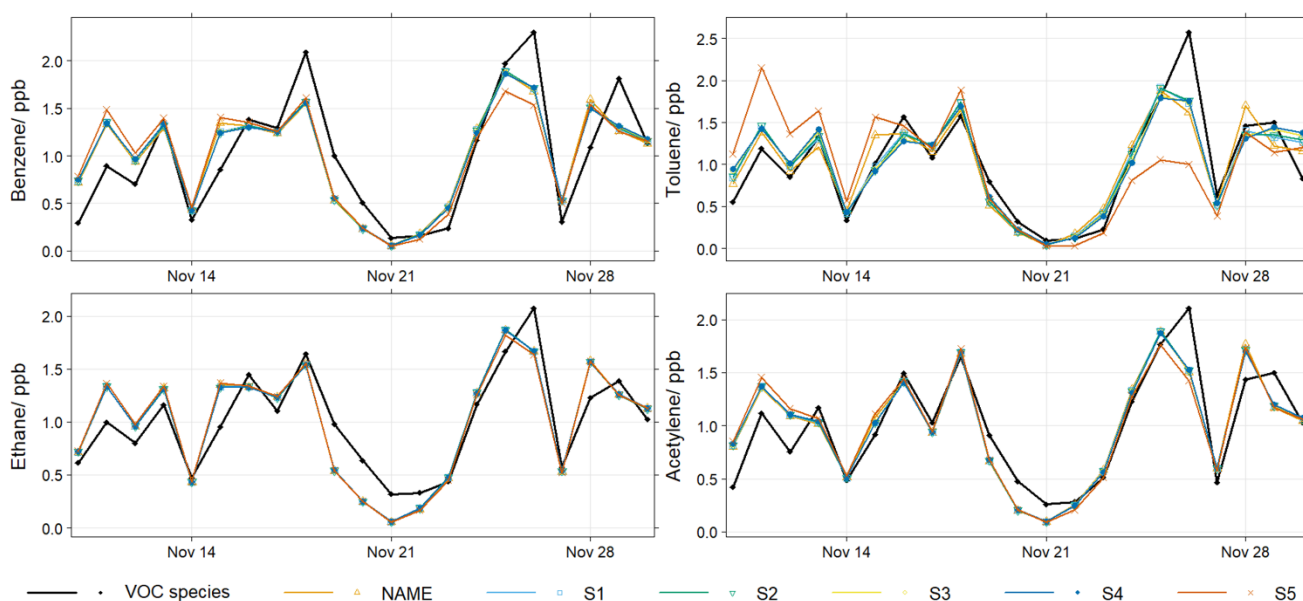 Benzene/ ppb
2.0
1.5
1.0
0.5
0.0
Nov 14 Nov 21 Nov 28
Toluene/ ppb
2.5
2.0
1.5
1.0
0.5
0.0
Nov 14 Nov 21 Nov 28
Ethane/ ppb
2.0
1.5
1.0
0.5
0.0
Nov 14 Nov 21 Nov 28
Acetylene/ ppb
2.0
1.5
1.0
0.5
0.0
Nov 14 Nov 21 Nov 28
VOC species NAME S1 S2 S3 S4 S5